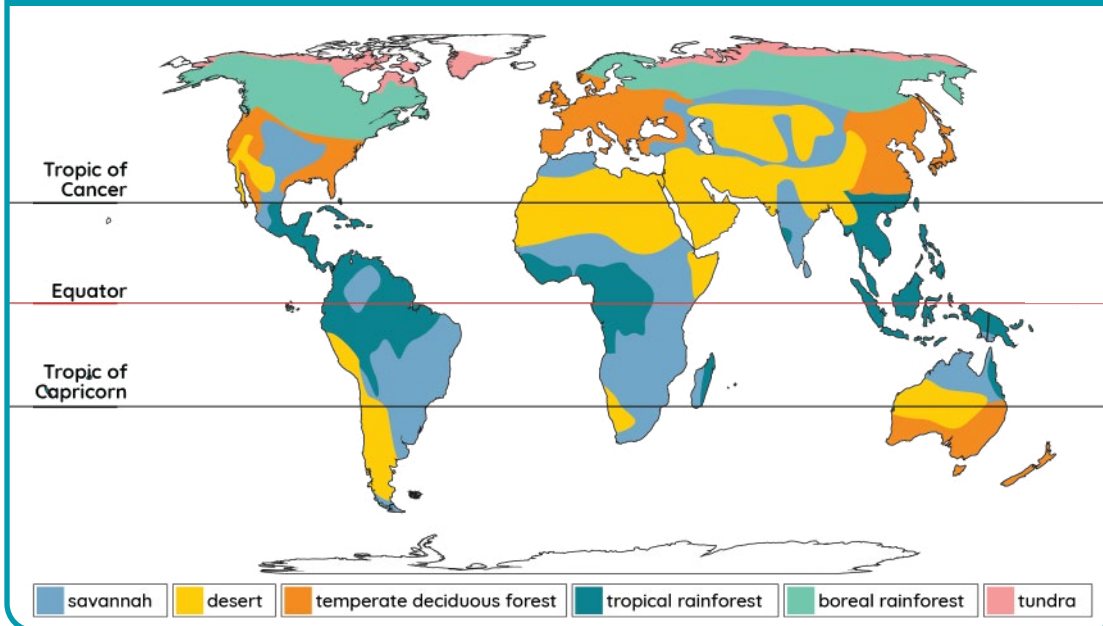 Tropic of
Cancer
Equator
Tropic of
Capricorn
savannah
desert
temperate deciduous forest
tropical rainforest
boreal rainforest
tundra